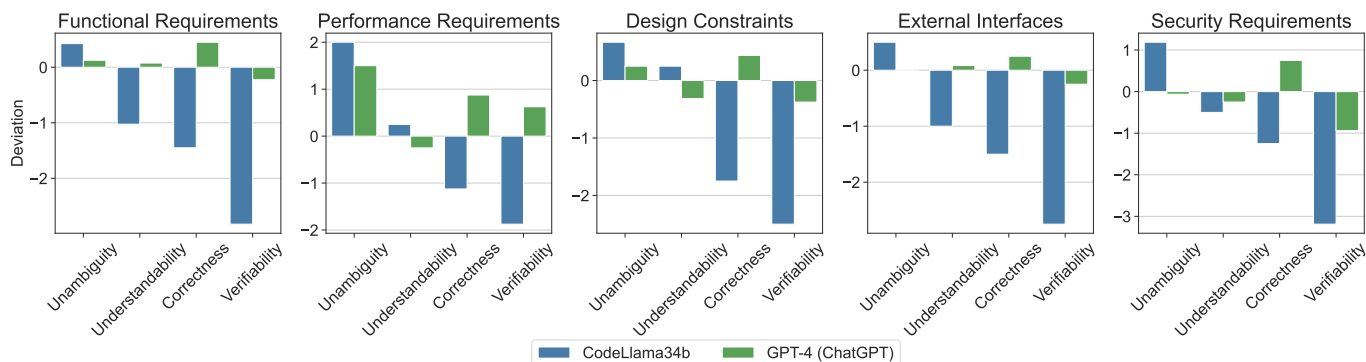 Functional Requirements
Performance Requirements
Design Constraints
External Interfaces
Security Requirements
Deviation
0
−1
−2
Unambiguity
Understandability
Correctness
Verifiability
2
1
0
−1
−2
Unambiguity
Understandability
Correctness
Verifiability
0
−2
Unambiguity
Understandability
Correctness
Verifiability
0
−1
−2
Unambiguity
Understandability
Correctness
Verifiability
1
0
−1
−2
−3
Unambiguity
Understandability
Correctness
Verifiability
CodeLlama34b
GPT-4 (ChatGPT)